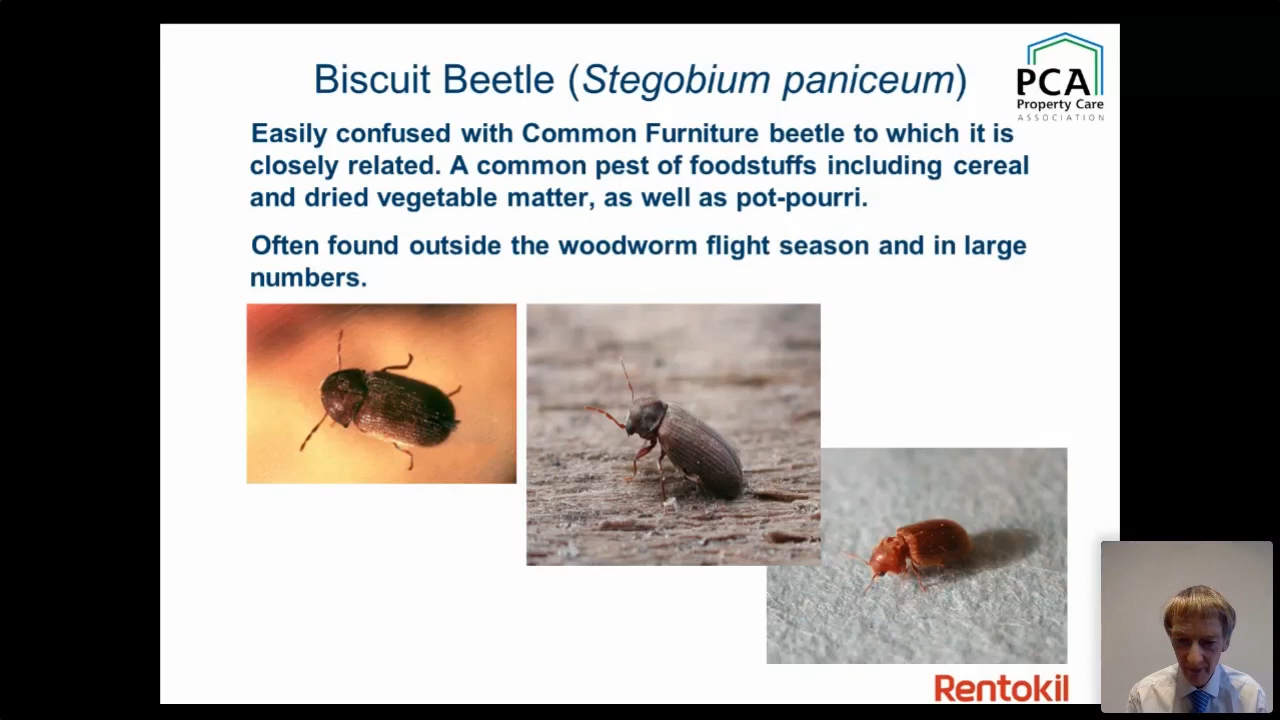 Biscuit Beetle (Stegobium paniceum)
PCA
Property Care
ASSOCIATION
Easily confused with Common Furniture beetle to which it is
closely related. A common pest of foodstuffs including cereal
and dried vegetable matter, as well as pot-pourri.
Often found outside the woodworm flight season and in large
numbers.
Rentokil